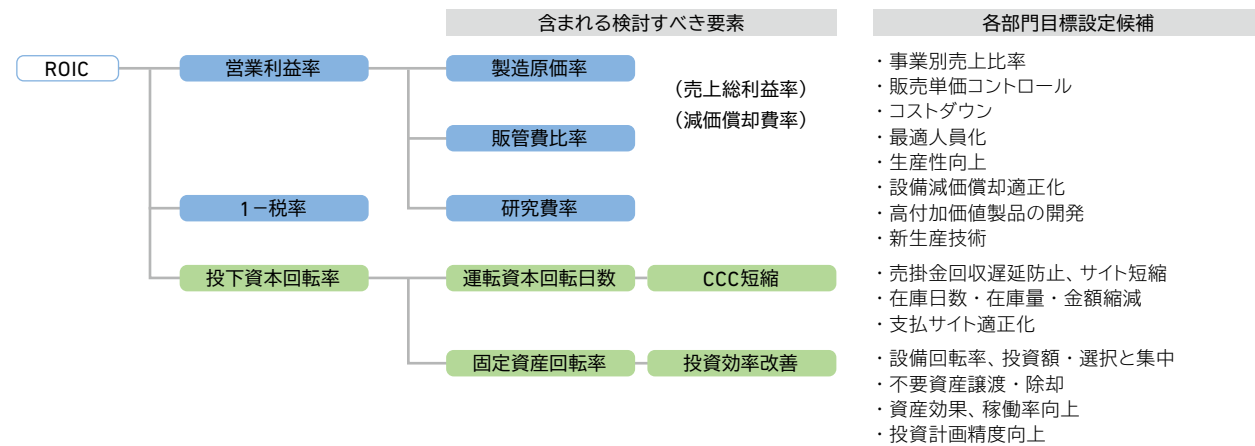 含まれる検討すべき要素
各部門目標設定候補
ROIC
営業利益率
製造原価率
(売上総利益率)
(減価償却費率)
販管費比率
1−税率
研究費率
投下資本回転率
運転資本回転日数
CCC短縮
固定資産回転率
投資効率改善
・事業別売上比率
・販売単価コントロール
・コストダウン
・最適人員化
・生産性向上
・設備減価償却適正化
・高付加価値製品の開発
・新生産技術
・売掛金回収遅延防止、サイト短縮
・在庫日数・在庫量・金額縮減
・支払サイト適正化
・設備回転率、投資額・選択と集中
・不要資産譲渡・除却
・資産効果、稼働率向上
・投資計画精度向上